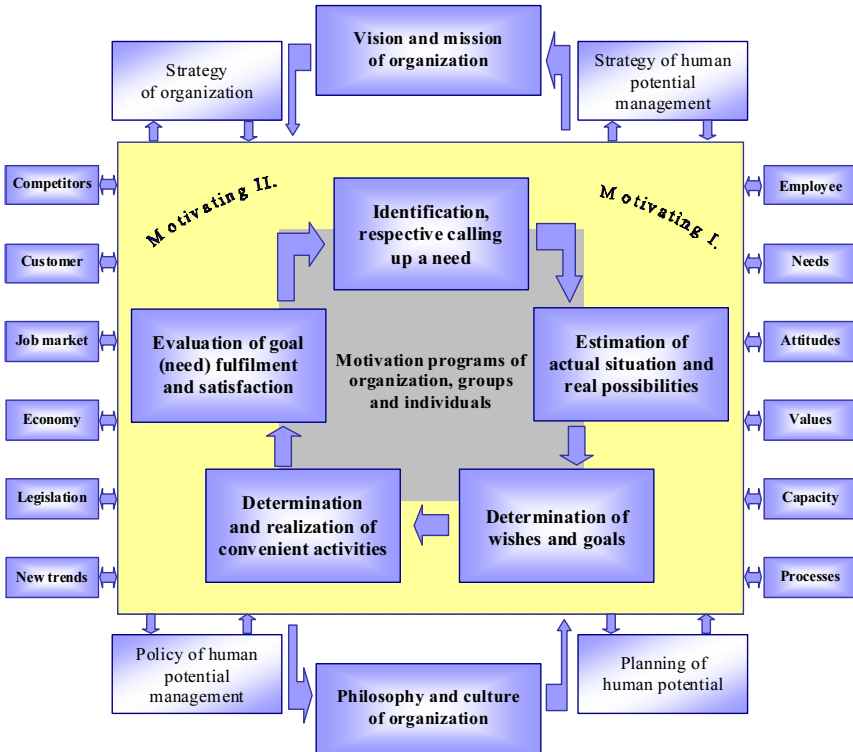 Vision and mission
of organization
Strategy
of organization
Strategy of human
potential
management
Motivating II.
Motivating I.
Competitors
Customer
Job market
Economy
Legislation
New trends
Identification,
respective calling
up a need
Evaluation of goal
(need) fulfilment
and satisfaction
Motivation programs of
organization, groups
and individuals
Estimation of
actual situation and
real possibilities
Determination
and realization of
convenient activities
Determination of
wishes and goals
Employee
Needs
Attitudes
Values
Capacity
Processes
Policy of human
potential
management
Philosophy and culture
of organization
Planning of
human potential